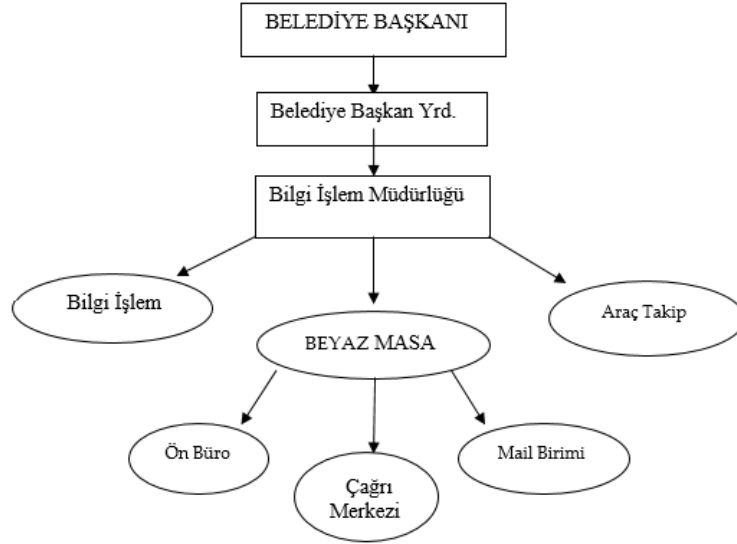 BELEDİYE BAŞKANI
Belediye Başkan Yrd.
Bilgi İşlem Müdürlüğü
Bilgi İşlem
Araç Takip
BEYAZ MASA
Ön Büro
Mail Birimi
Çağrı
Merkezi